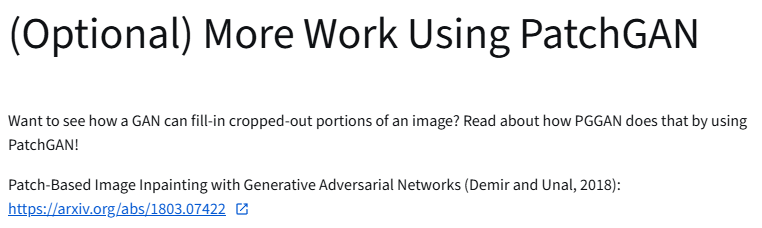 (Optional) More Work Using PatchGAN
Want to see how a GAN can fill-in cropped-out portions of an image? Read about how PGGAN does that by using
PatchGAN!
Patch-Based Image Inpainting with Generative Adversarial Networks (Demir and Unal, 2018):
https://arxiv.org/abs/1803.07422